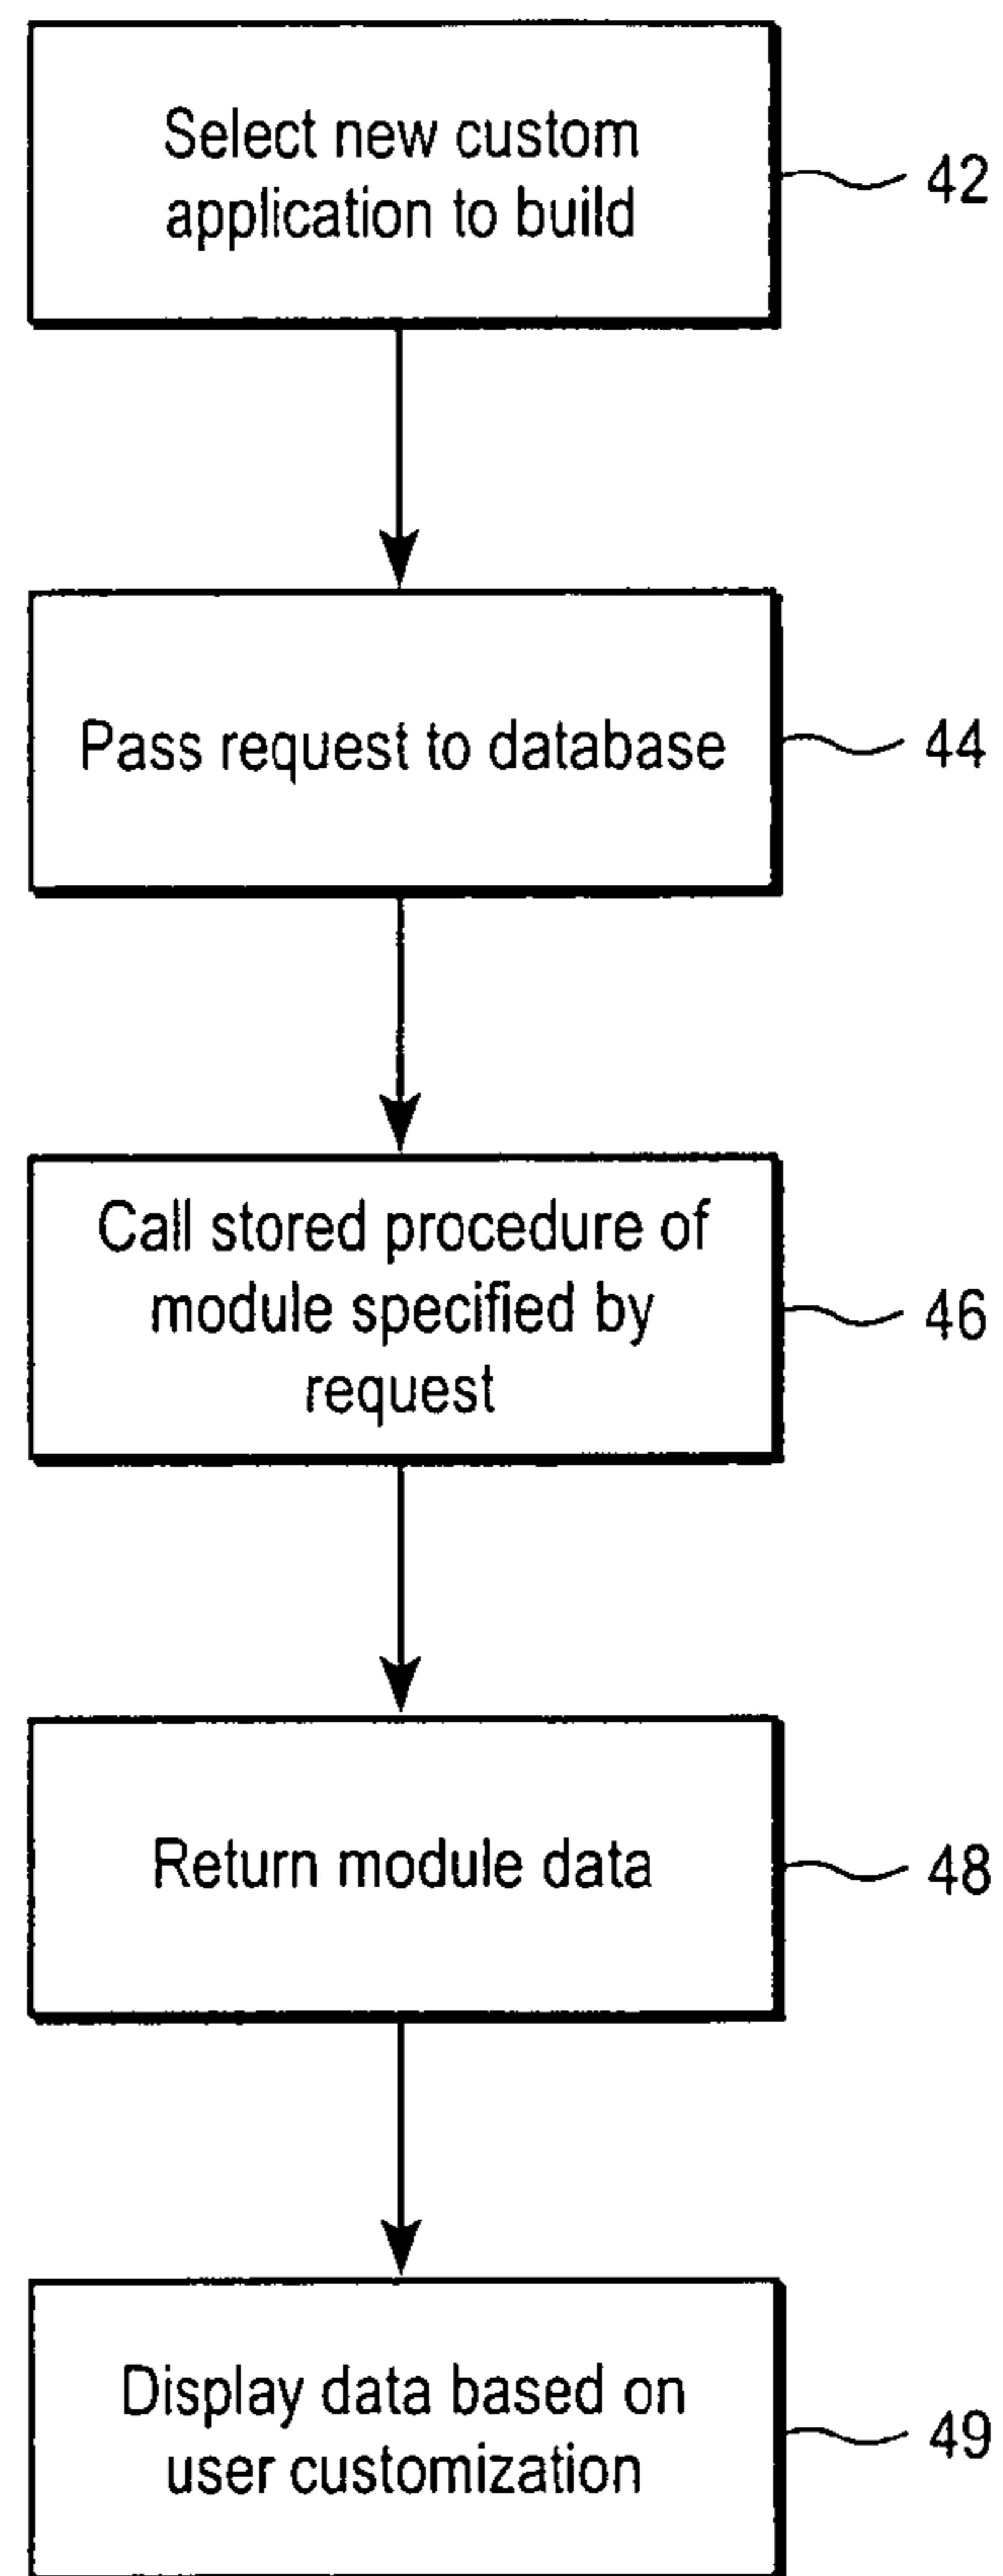 Select new custom
application to build
42
Pass request to database
44
Call stored procedure of
module specified by
request
46
Return module data
48
Display data based on
user customization
49